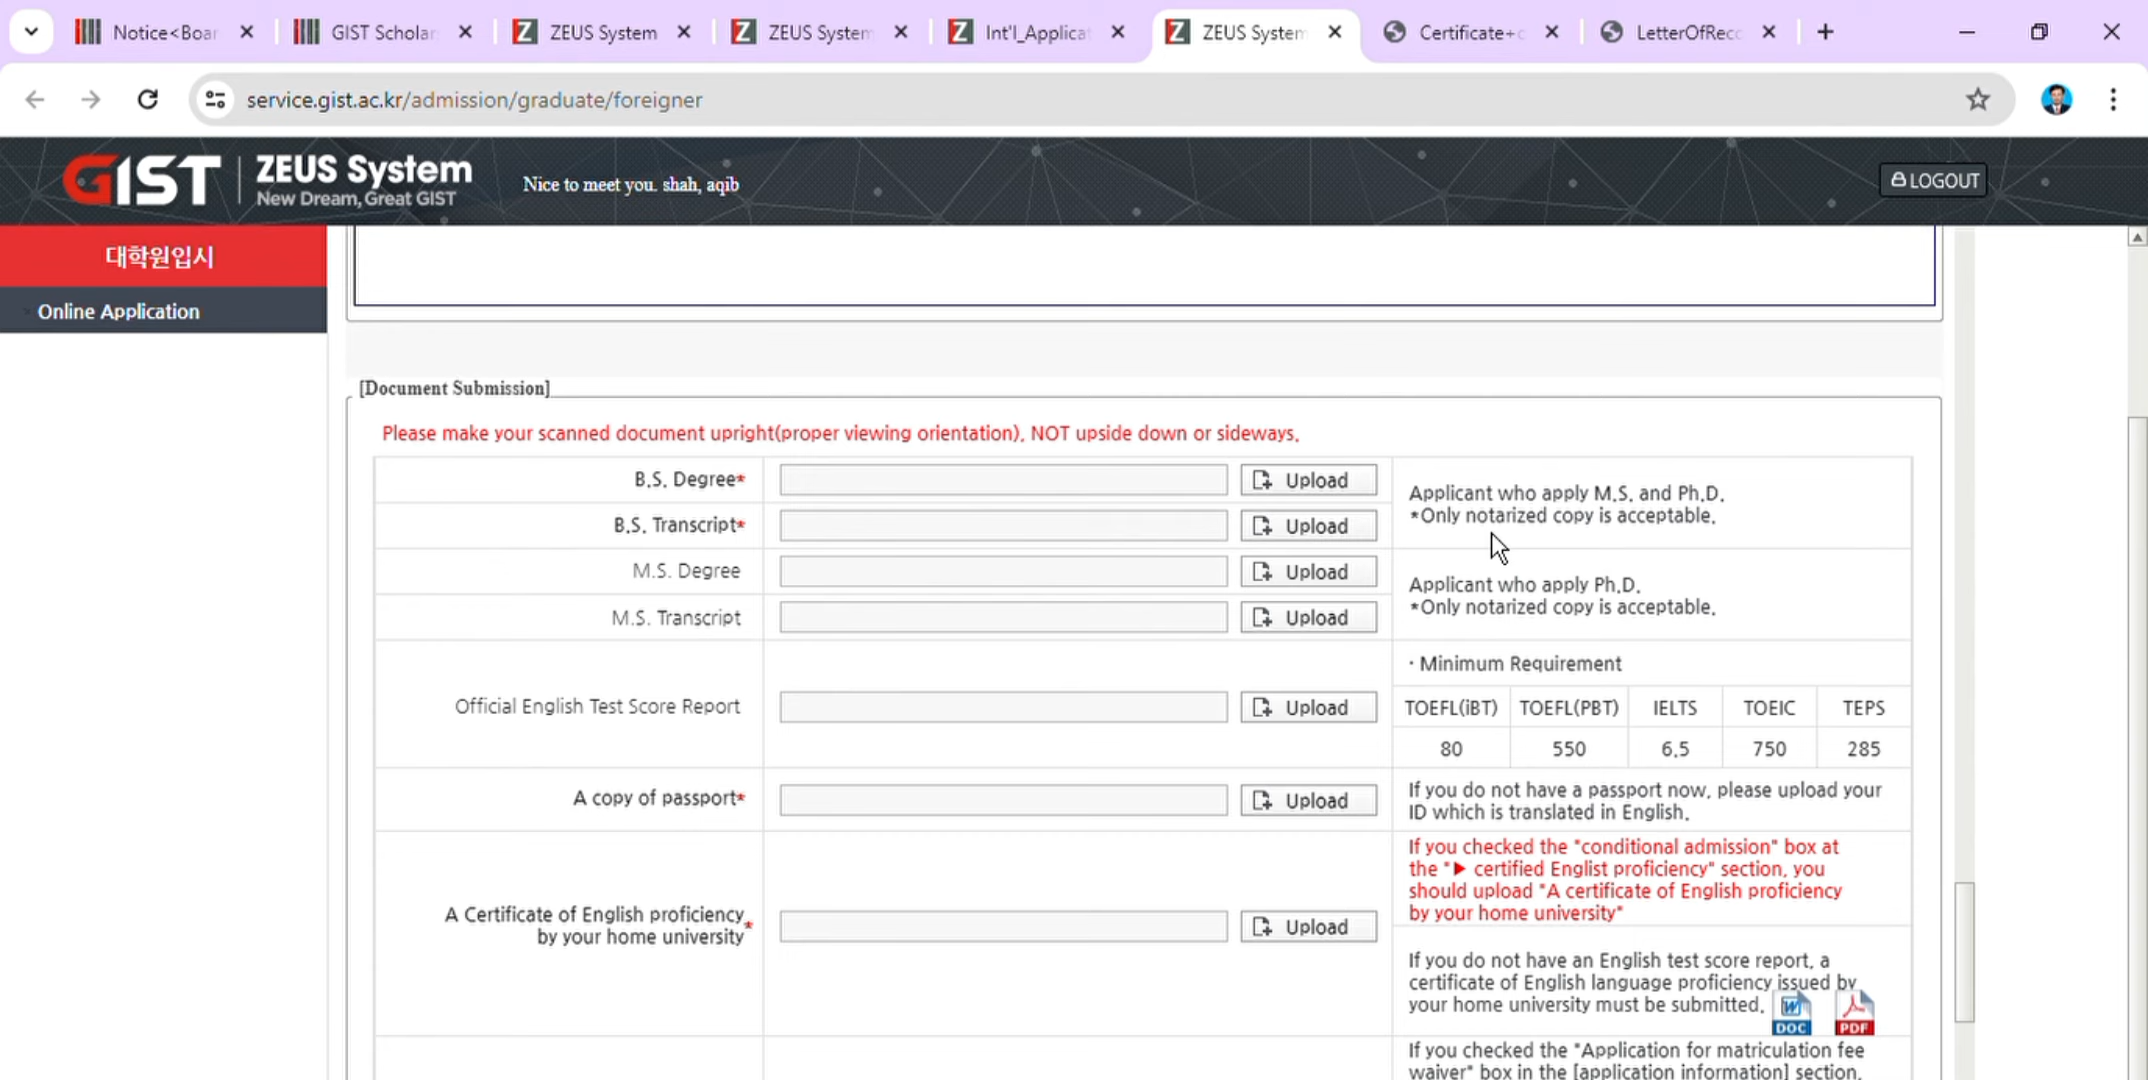 Notice<Boar
GIST Scholar
ZEUS System
ZEUS System
Int'l_Applicat
ZEUS System
Certificate+c
LetterOfReco
service.gist.ac.kr/admission/graduate/foreigner
GIST
ZEUS System
New Dream, Great GIST
Nice to meet you. shah, aqib
LOGOUT
대학원입시
Online Application
[Document Submission]
Please make your scanned document upright(proper viewing orientation), NOT upside down or sideways.
B.S. Degree*
Upload
B.S. Transcript*
Upload
Applicant who apply M.S. and Ph.D.
*Only notarized copy is acceptable.
M.S. Degree
Upload
M.S. Transcript
Upload
Applicant who apply Ph.D.
*Only notarized copy is acceptable.
Official English Test Score Report
Upload
· Minimum Requirement
TOEFL(iBT) TOEFL(PBT) IELTS TOEIC TEPS
80 550 6.5 750 285
A copy of passport*
Upload
If you do not have a passport now, please upload your
ID which is translated in English.
A Certificate of English proficiency
by your home university*
Upload
If you checked the "conditional admission" box at
the "▶ certified Englist proficiency" section, you
should upload "A certificate of English proficiency
by your home university"
If you do not have an English test score report, a
certificate of English language proficiency issued by
your home university must be submitted.
DOC
PDF
If you checked the "Application for matriculation fee
waiver" box in the [application information] section,